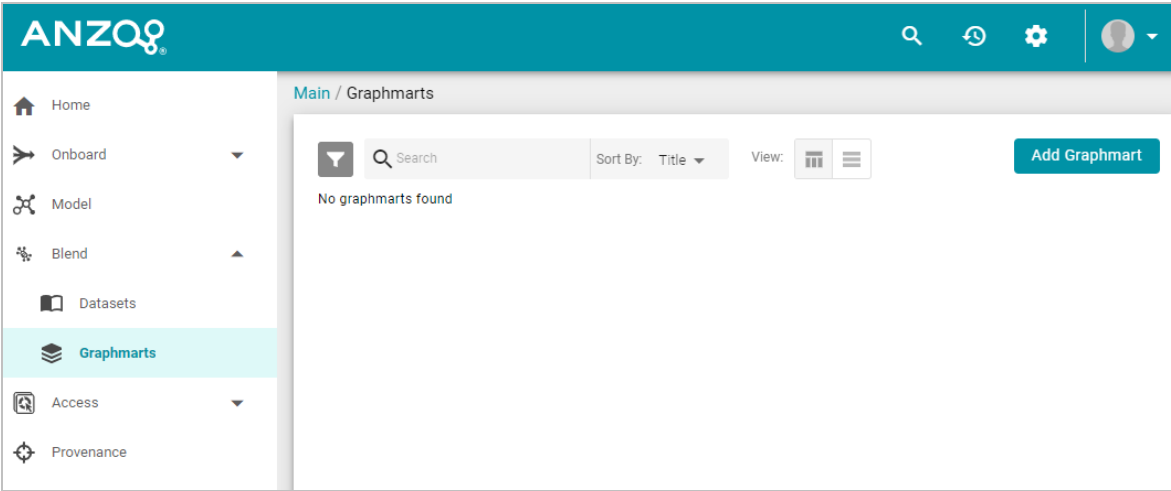 ANZO®
Home
Onboard
Model
Blend
Datasets
Graphmarts
Access
Provenance
Main / Graphmarts
Search
Sort By: Title
View:
Add Graphmart
No graphmarts found